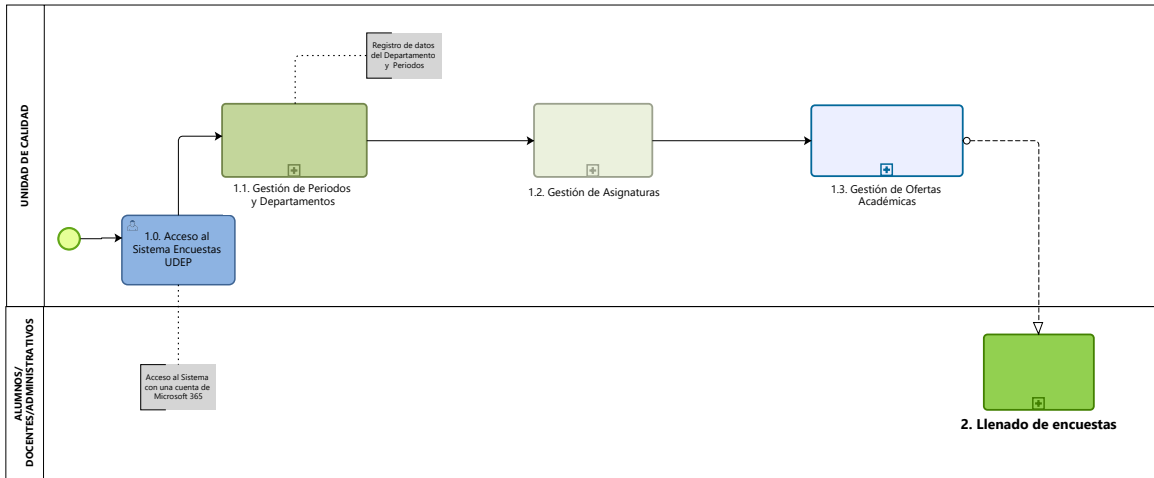 UNIDAD DE CALIDAD
Registro de datos
del Departamento
y Periodos
1.1. Gestión de Periodos
y Departamentos
1.2. Gestión de Asignaturas
1.3. Gestión de Ofertas
Académicas
1.0. Acceso al
Sistema Encuestas
UDEP
ALUMNOS/
DOCENTES/ADMINISTRATIVOS
Acceso al Sistema
con una cuenta de
Microsoft 365
2. Llenado de encuestas